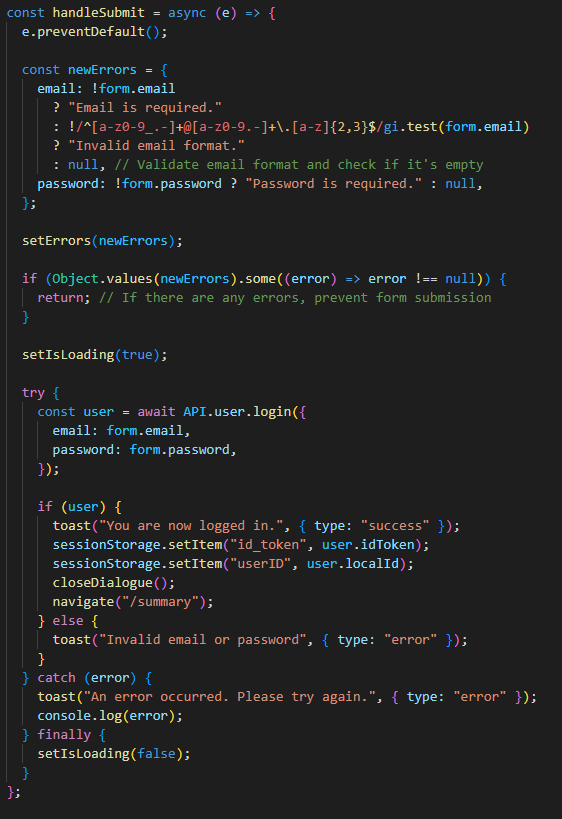 const handleSubmit = async (e) => {
  e.preventDefault();

  const newErrors = {
    email: !form.email
      ? "Email is required."
      : !/^[a-z0-9_.-]+@[a-z0-9.-]+\.[a-z]{2,3}$/gi.test(form.email)
      ? "Invalid email format."
      : null, // Validate email format and check if it's empty
    password: !form.password ? "Password is required." : null,
  };

  setErrors(newErrors);

  if (Object.values(newErrors).some((error) => error !== null)) {
    return; // If there are any errors, prevent form submission
  }

  setIsLoading(true);

  try {
    const user = await API.user.login({
      email: form.email,
      password: form.password,
    });

    if (user) {
      toast("You are now logged in.", { type: "success" });
      sessionStorage.setItem("id_token", user.idToken);
      sessionStorage.setItem("userID", user.localId);
      closeDialogue();
      navigate("/summary");
    } else {
      toast("Invalid email or password", { type: "error" });
    }
  } catch (error) {
    toast("An error occurred. Please try again.", { type: "error" });
    console.log(error);
  } finally {
    setIsLoading(false);
  }
};